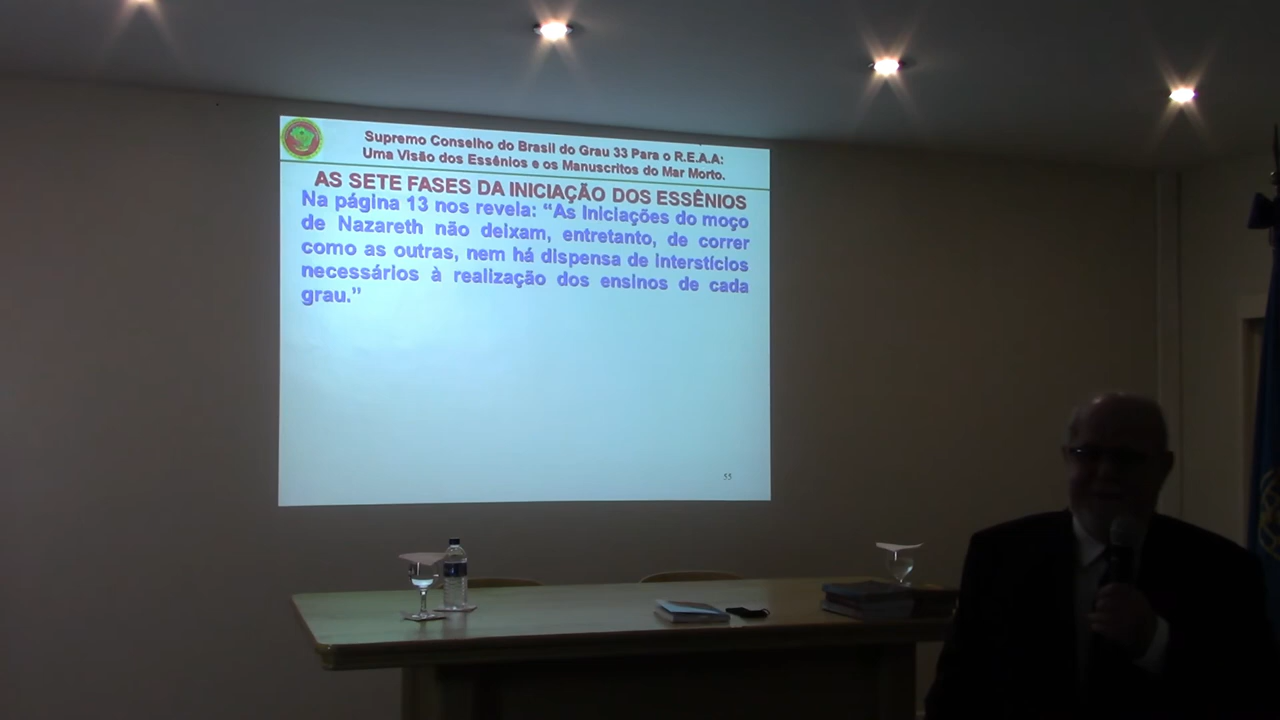 Supremo Conselho do Brasil do Grau 33 Para o R.E.A.A:
Uma Visão dos Essênios e os Manuscritos do Mar Morto.
AS SETE FASES DA INICIAÇÃO DOS ESSÊNIOS
Na página 13 nos revela: “As Iniciações do moço
de Nazareth não deixam, entretanto, de correr
como as outras, nem há dispensa de interstícios
necessários à realização dos ensinos de cada
grau.”
55